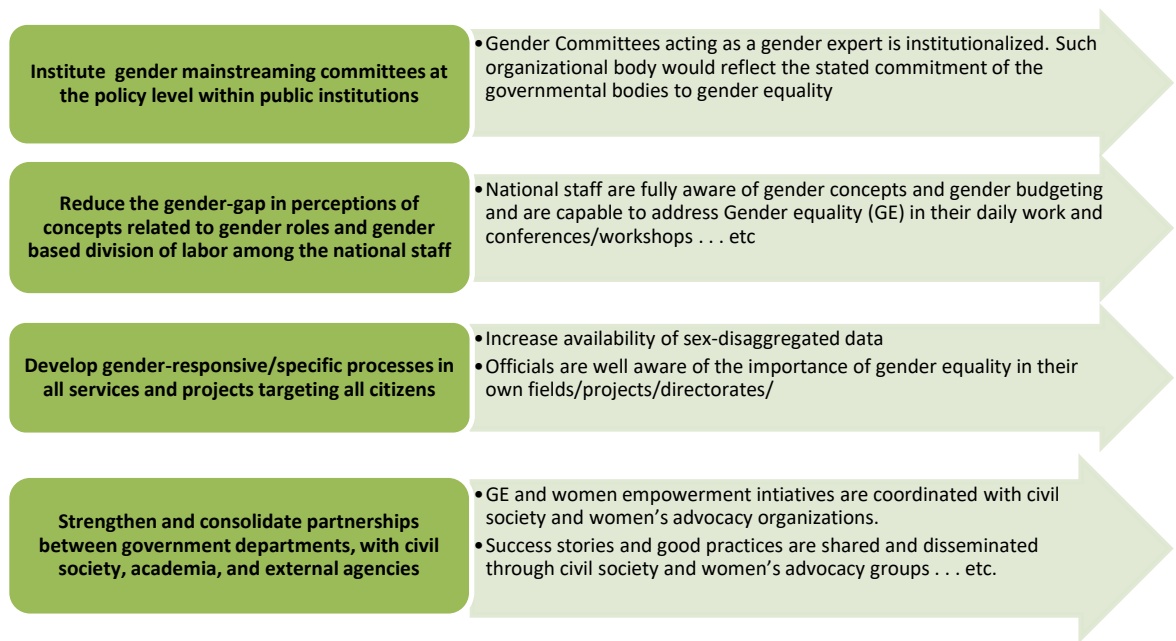 Institute  gender mainstreaming committees at
the policy level within public institutions
•Gender Committees acting as a gender expert is institutionalized. Such
organizational body would reflect the stated commitment of the
governmental bodies to gender equality
Reduce the gender-gap in perceptions of
concepts related to gender roles and gender
based division of labor among the national staff
•National staff are fully aware of gender concepts and gender budgeting
and are capable to address Gender equality (GE) in their daily work and
conferences/workshops . . . etc
Develop gender-responsive/specific processes in
all services and projects targeting all citizens
•Increase availability of sex-disaggregated data
•Officials are well aware of the importance of gender equality in their
own fields/projects/directorates/
Strengthen and consolidate partnerships
between government departments, with civil
society, academia, and external agencies
•GE and women empowerment intiatives are coordinated with civil
society and women’s advocacy organizations.
•Success stories and good practices are shared and disseminated
through civil society and women’s advocacy groups . . . etc.